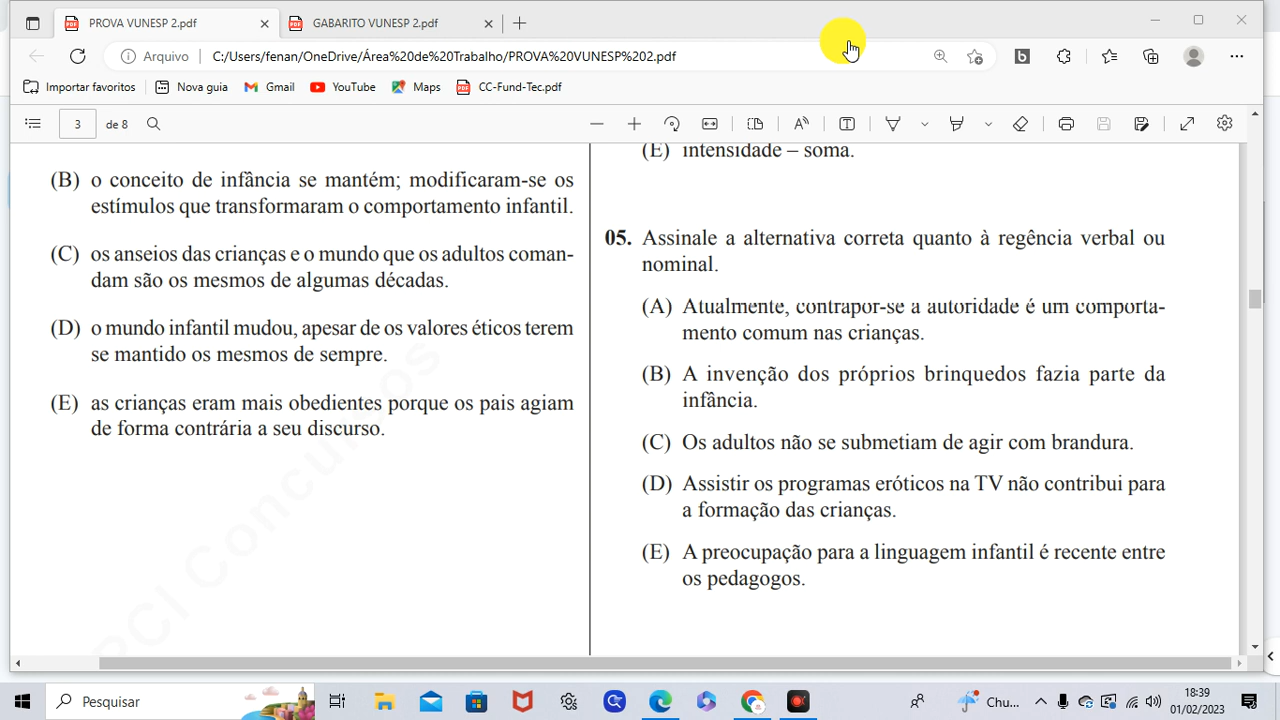 PROVA VUNESP 2.pdf
GABARITO VUNESP 2.pdf
Arquivo
C:/Users/fenan/OneDrive/Área%20de%20Trabalho/PROVA%20VUNESP%202.pdf
Importar favoritos
Nova guia
Gmail
YouTube
Maps
CC-Fund-Tec.pdf
3 de 8
(B) o conceito de infância se mantém; modificaram-se os
estímulos que transformaram o comportamento infantil.
(C) os anseios das crianças e o mundo que os adultos coman-
dam são os mesmos de algumas décadas.
(D) o mundo infantil mudou, apesar de os valores éticos terem
se mantido os mesmos de sempre.
(E) as crianças eram mais obedientes porque os pais agiam
de forma contrária a seu discurso.
PCI Concursos
(E) intensidade – soma.
05. Assinale a alternativa correta quanto à regência verbal ou
nominal.
(A) Atualmente, contrapor-se a autoridade é um comporta-
mento comum nas crianças.
(B) A invenção dos próprios brinquedos fazia parte da
infância.
(C) Os adultos não se submetiam de agir com brandura.
(D) Assistir os programas eróticos na TV não contribui para
a formação das crianças.
(E) A preocupação para a linguagem infantil é recente entre
os pedagogos.
Pesquisar
Chu...
18:39
01/02/2023